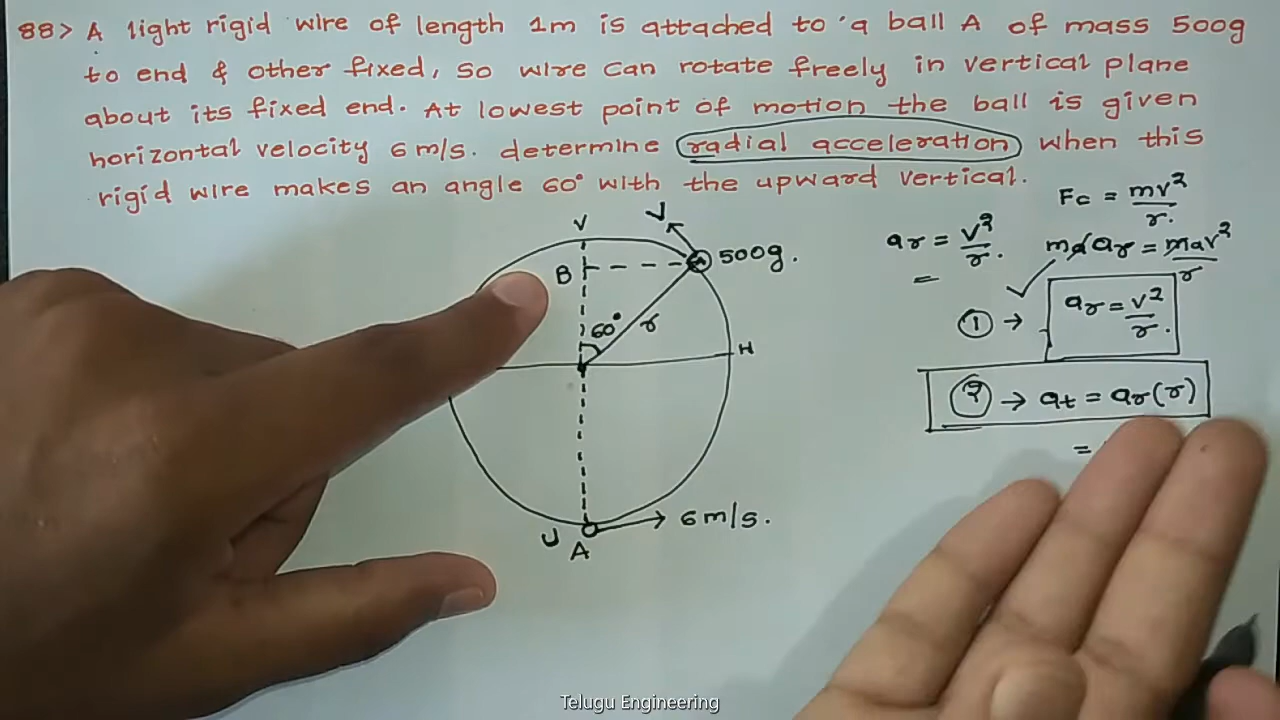 88> A light rigid wire of length 1m is attached to a ball A of mass 500g
to end & other fixed, so wire can rotate freely in vertical plane
about its fixed end. At lowest point of motion the ball is given
horizontal velocity 6 m/s. determine radial acceleration when this
rigid wire makes an angle 60° with the upward vertical.
Fc = mv²/r.
ar = v²/r.
m ar = mv²/r
=
① → ar = v²/r.
② → at = ar(r)
=
V
V
B
500g.
60°
r
H
U
A
6m/s.
Telugu Engineering